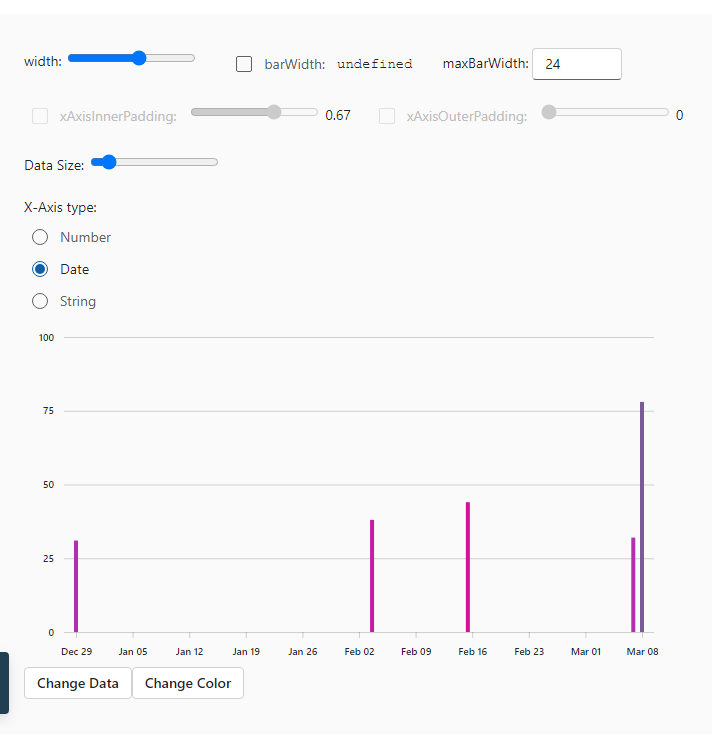 width: barWidth: undefined maxBarWidth: 24
xAxisInnerPadding: 0.67 xAxisOuterPadding: 0
Data Size:
X-Axis type:
Number
Date
String
100
75
50
25
0
Dec 29 Jan 05 Jan 12 Jan 19 Jan 26 Feb 02 Feb 09 Feb 16 Feb 23 Mar 01 Mar 08
Change Data Change Color